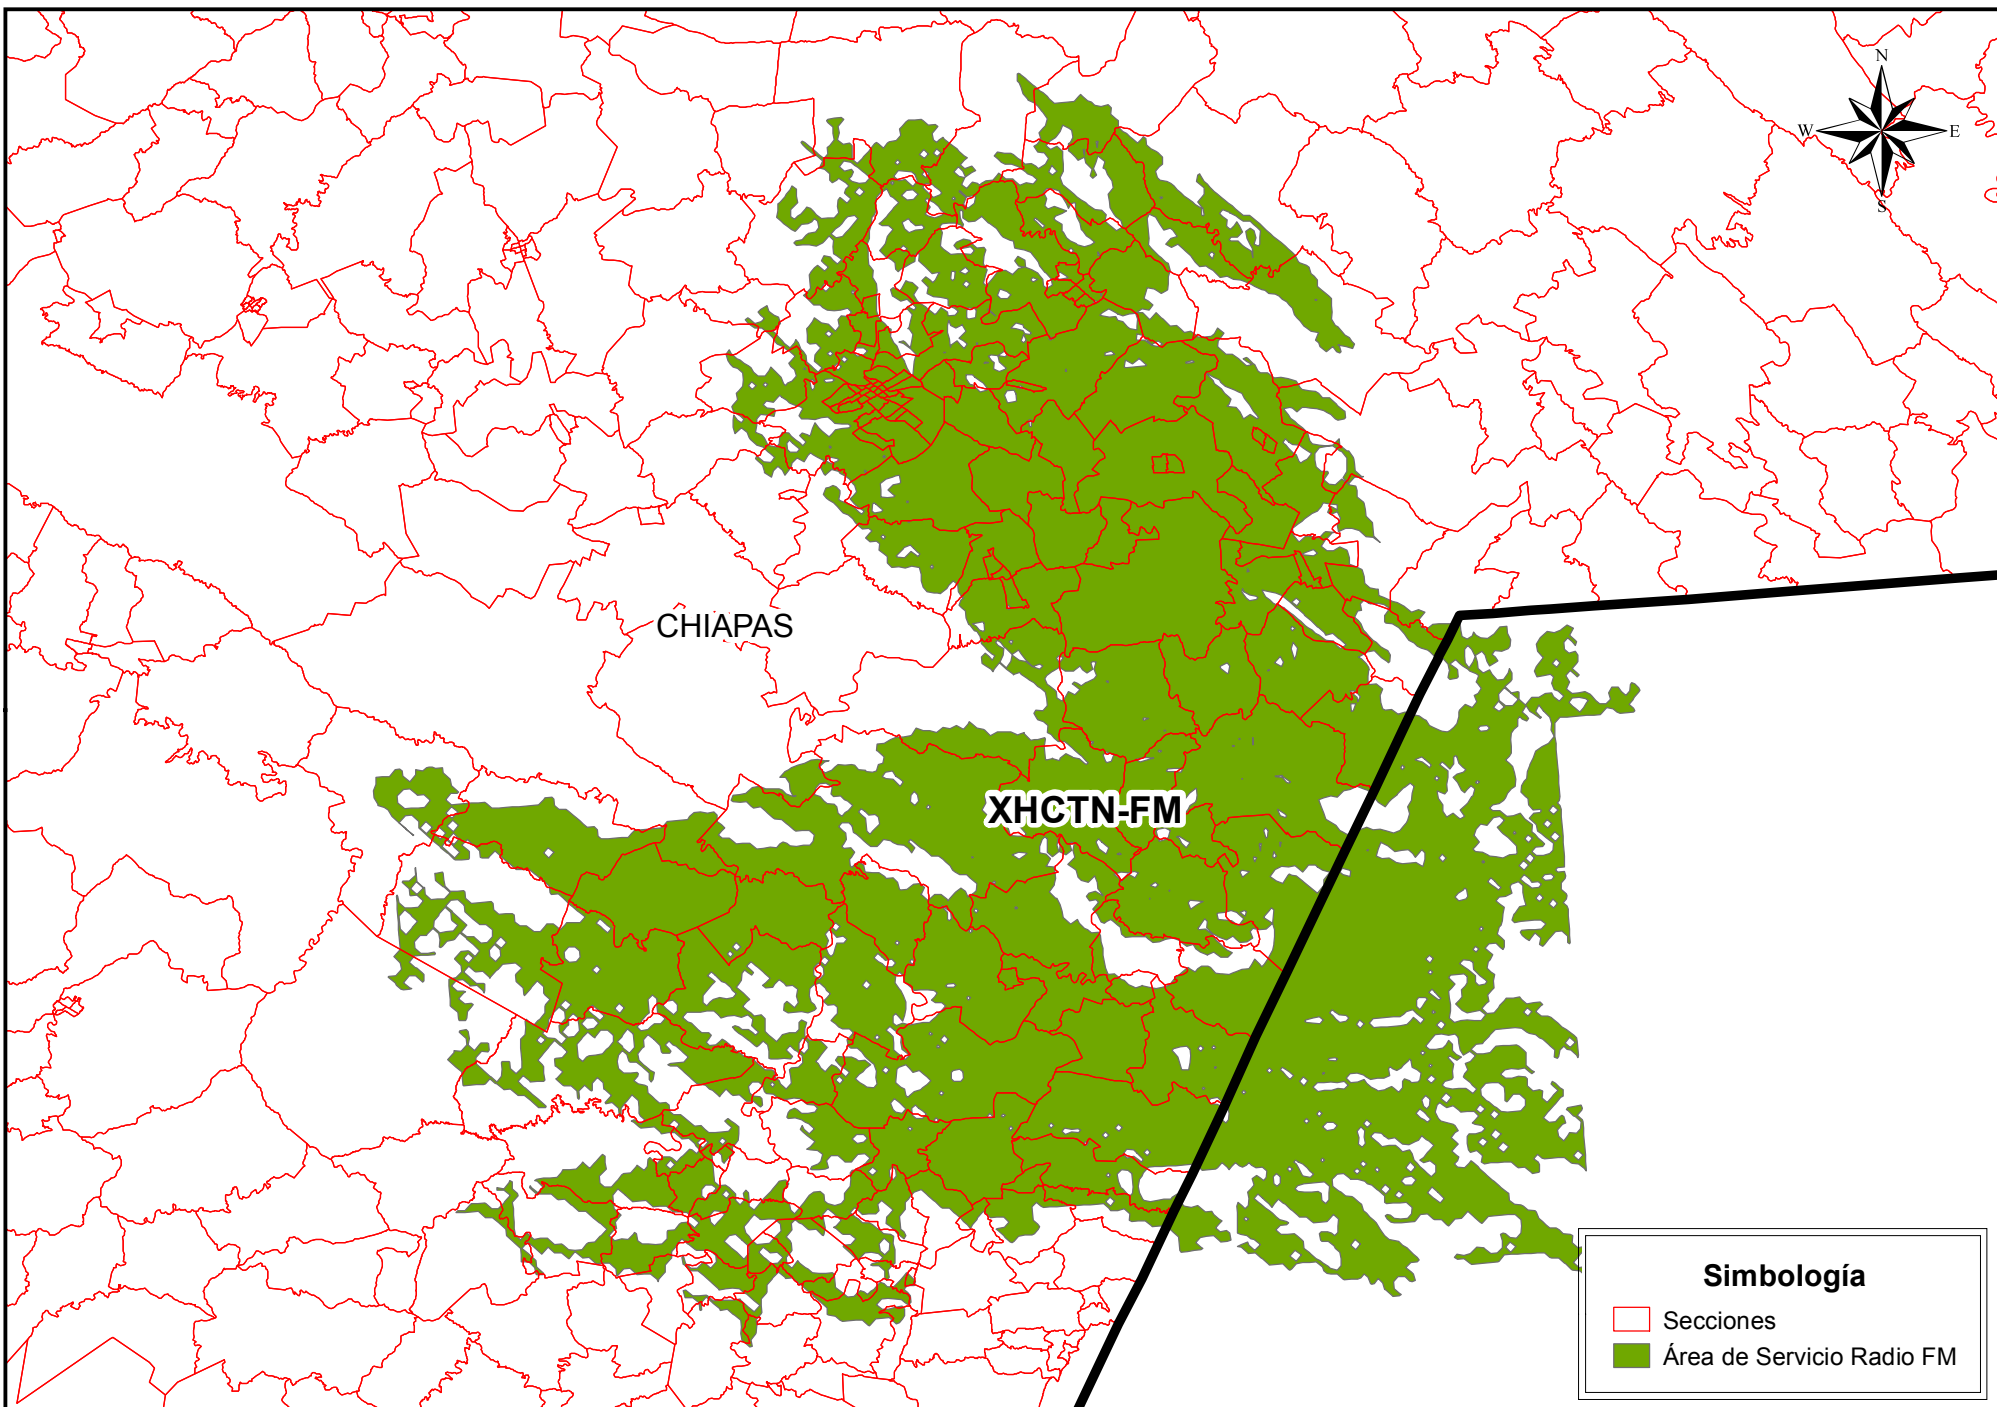 N
W
E
S
CHIAPAS
XHCTN-FM
Simbología
Secciones
Área de Servicio Radio FM